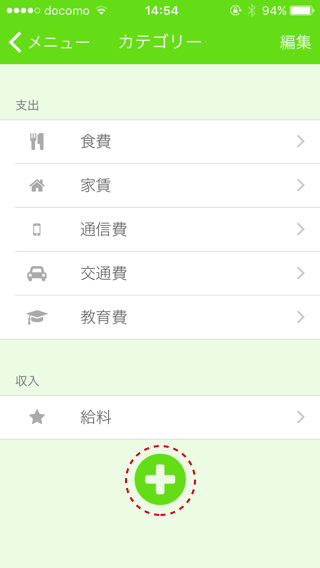 docomo 14:54 94%
メニュー カテゴリー 編集
支出
食費
家賃
通信費
交通費
教育費
収入
給料